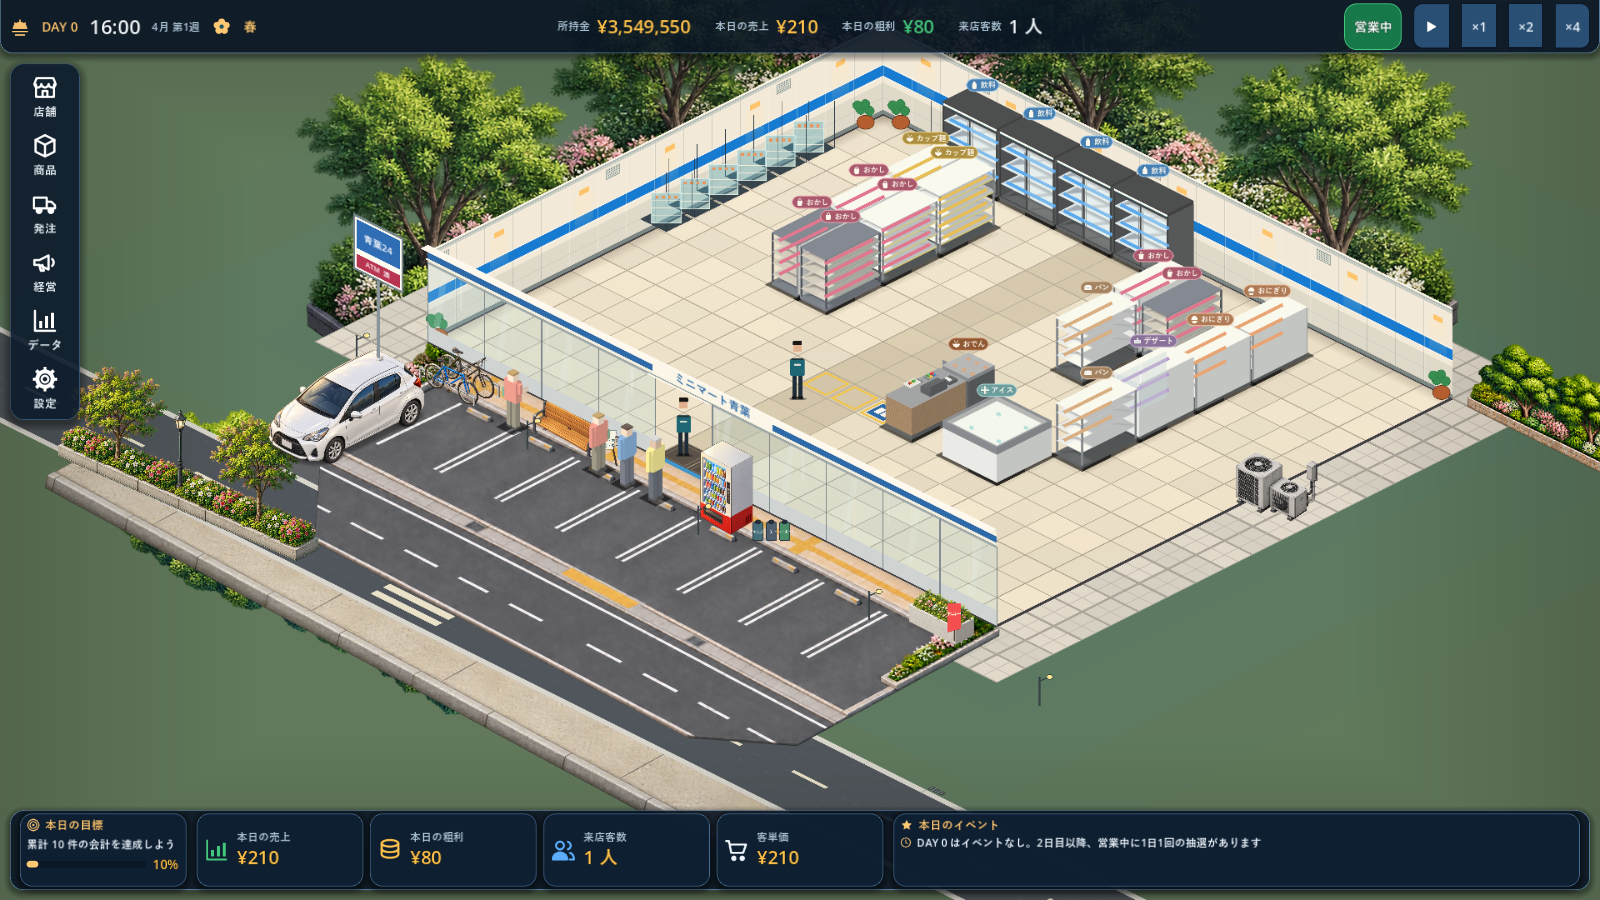 DAY 0 16:00 4月 第1週 春
所持金 ¥3,549,550 本日の売上 ¥210 本日の粗利 ¥80 来店客数 1 人
営業中 ×1 ×2 ×4
店舗
商品
発注
経営
データ
設定
飲料
飲料
飲料
飲料
カップ麺
カップ麺
おかし
おかし
おかし
おかし
おかし
おかし
パン
おにぎり
おにぎり
デザート
パン
おでん
アイス
青葉24
ATM 酒
ミニマート青葉
本日の目標
累計 10 件の会計を達成しよう
10%
本日の売上
¥210
本日の粗利
¥80
来店客数
1 人
客単価
¥210
本日のイベント
DAY 0 はイベントなし。2日目以降、営業中に1日1回の抽選があります